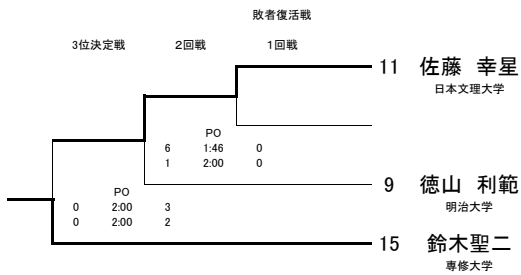 敗者復活戦
3位決定戦 2回戦 1回戦
11 佐藤 幸星
日本文理大学
PO
6 1:46 0
1 2:00 0
9 徳山 利範
明治大学
PO
0 2:00 3
0 2:00 2
15 鈴木聖二
専修大学